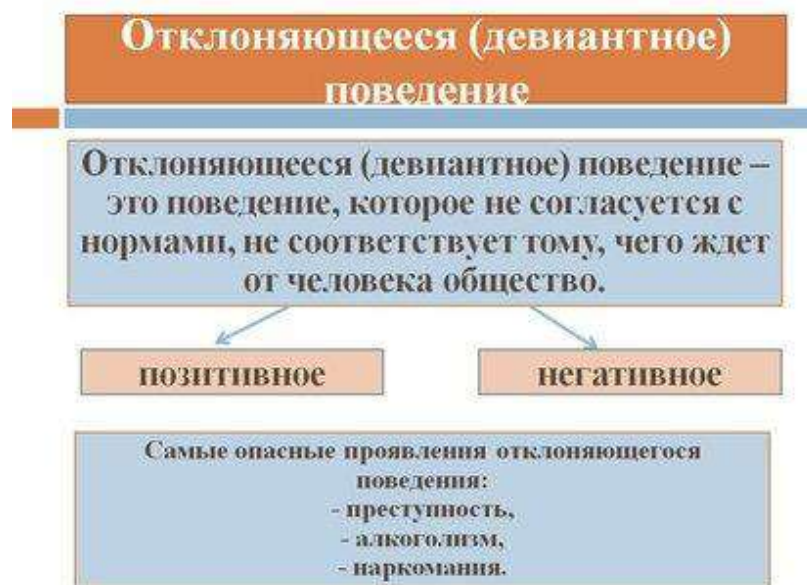 Отклоняющееся (девиантное)
поведение
Отклоняющееся (девиантное) поведение –
это поведение, которое не согласуется с
нормами, не соответствует тому, чего ждет
от человека общество.
позитивное
негативное
Самые опасные проявления отклоняющегося
поведения:
- преступность,
- алкоголизм,
- наркомания.